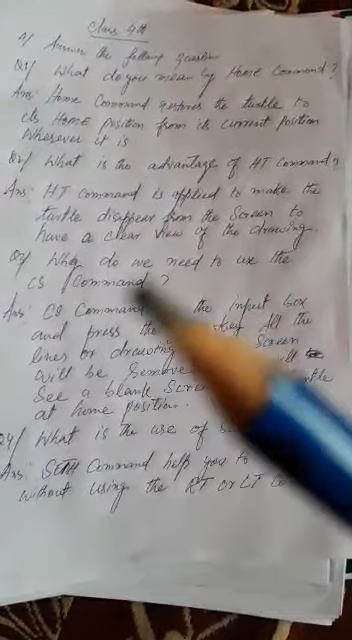 Class 4th
A/ Answer the following question
Q1/ What do you mean by Home Command?
Ans: Home Command restores the turtle to
its HOME position from its current position
Wherever it is
Q2/ What is the advantage of HT Command?
Ans: HT Command is applied to make the
turtle disappear from the Screen to
have a clear view of the drawing.
Q3/ Why do we need to use the
CS Command?
Ans: CS Command the input box
and press the key All the
lines or drawing Screen
will be Remove
See a blank
at home position.
Q4/ What is the use of
Ans: SETH Command help you to
without using the RT or LT